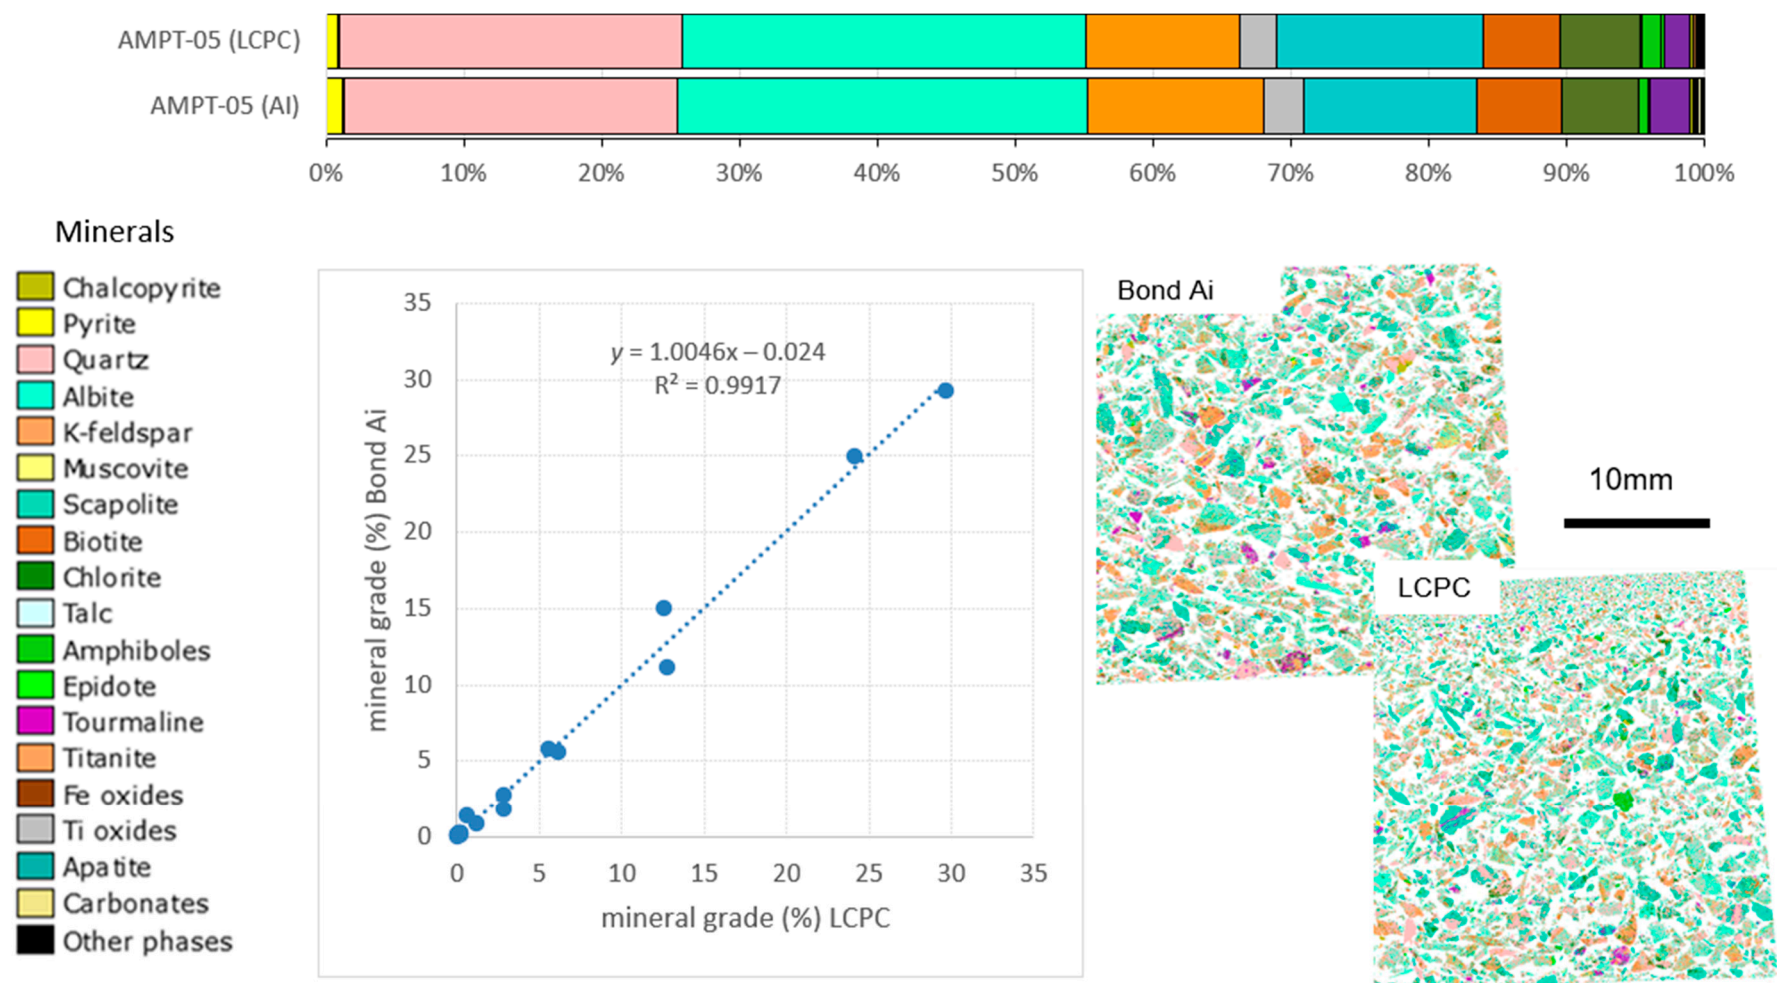 AMPT-05 (LCPC)
AMPT-05 (AI)
0% 10% 20% 30% 40% 50% 60% 70% 80% 90% 100%
Minerals
Chalcopyrite
Pyrite
Quartz
Albite
K-feldspar
Muscovite
Scapolite
Biotite
Chlorite
Talc
Amphiboles
Epidote
Tourmaline
Titanite
Fe oxides
Ti oxides
Apatite
Carbonates
Other phases
mineral grade (%) Bond Ai
35
30
25
20
15
10
5
0
y = 1.0046x – 0.024
R² = 0.9917
0 5 10 15 20 25 30 35
mineral grade (%) LCPC
Bond Ai
10mm
LCPC